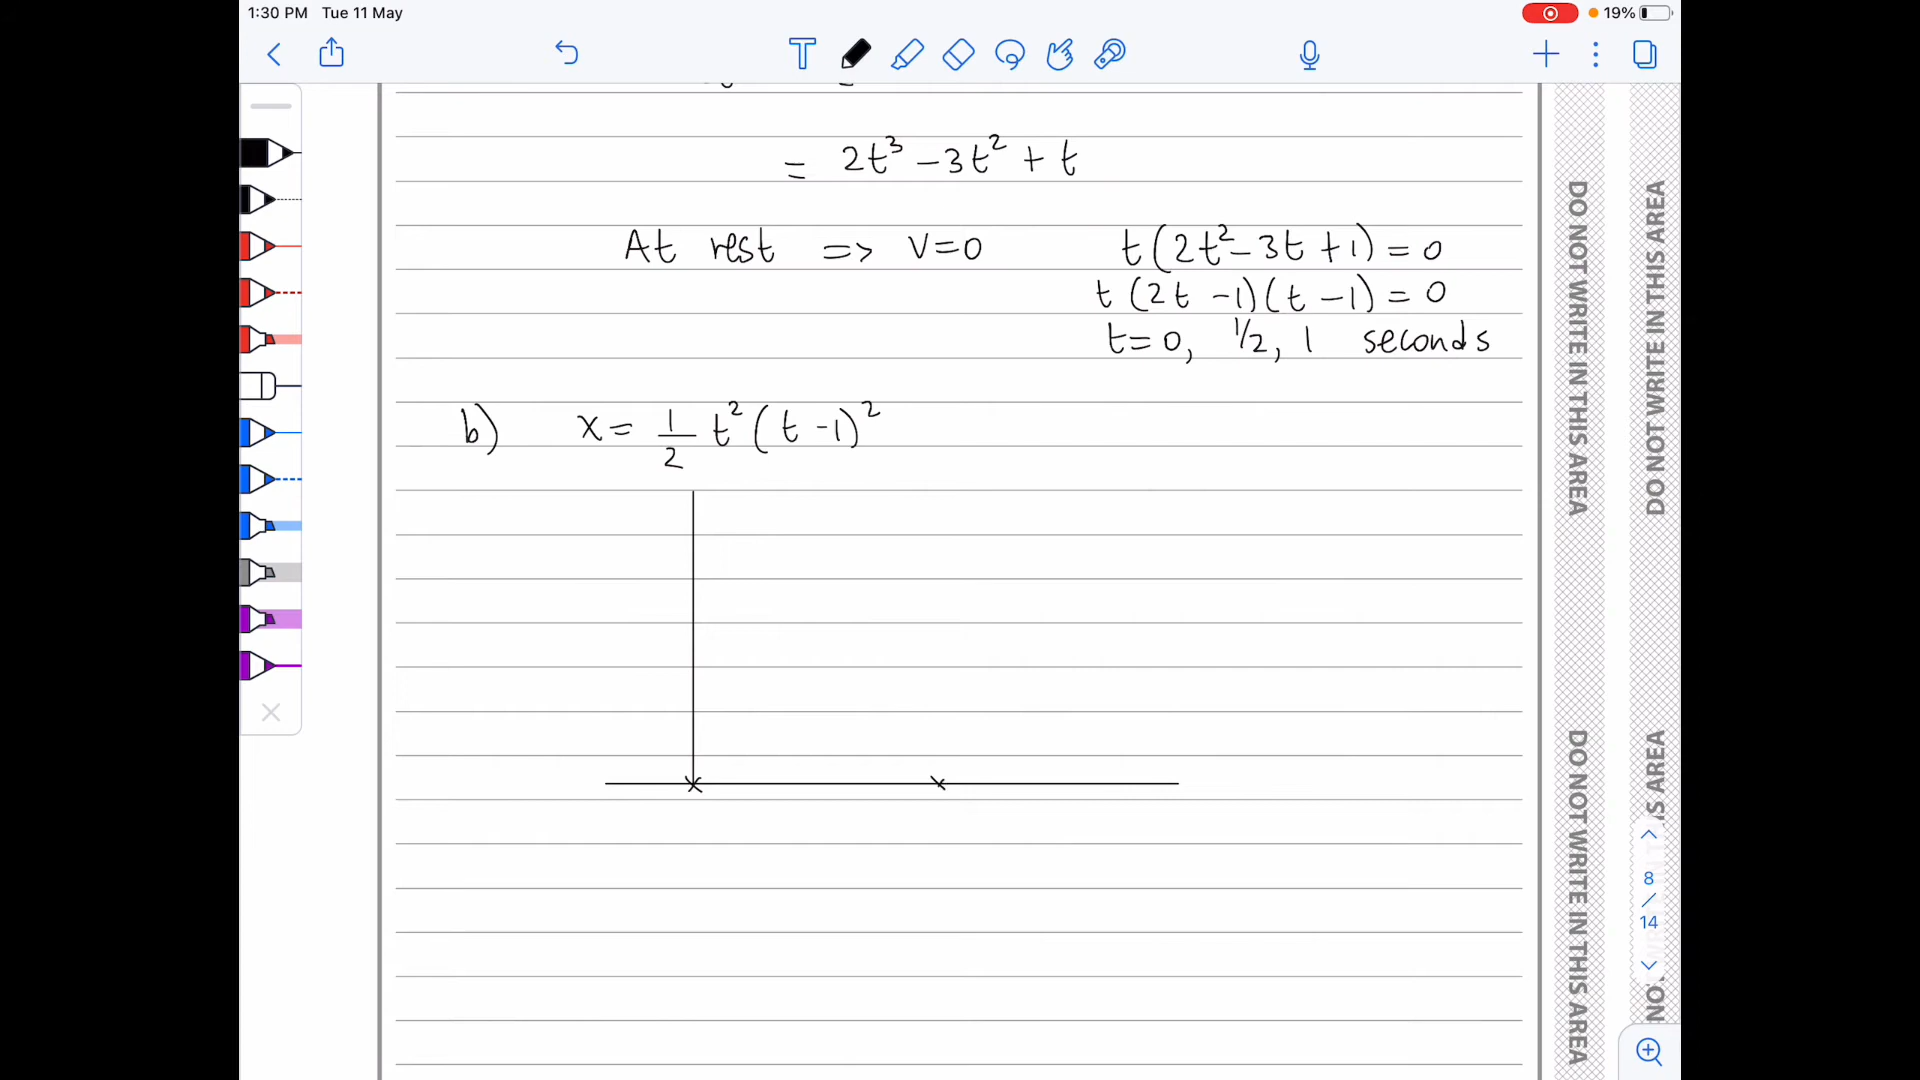 1:30 PM Tue 11 May
19%
T
= 2t³ - 3t² + t
At rest => v=0
t(2t² - 3t + 1) = 0
t(2t - 1)(t - 1) = 0
t = 0, 1/2, 1 seconds
b) x = 1/2 t² (t - 1)²
DO NOT WRITE IN THIS AREA
DO NOT WRITE IN THIS AREA
DO NOT WRITE IN THIS AREA
8
/
14